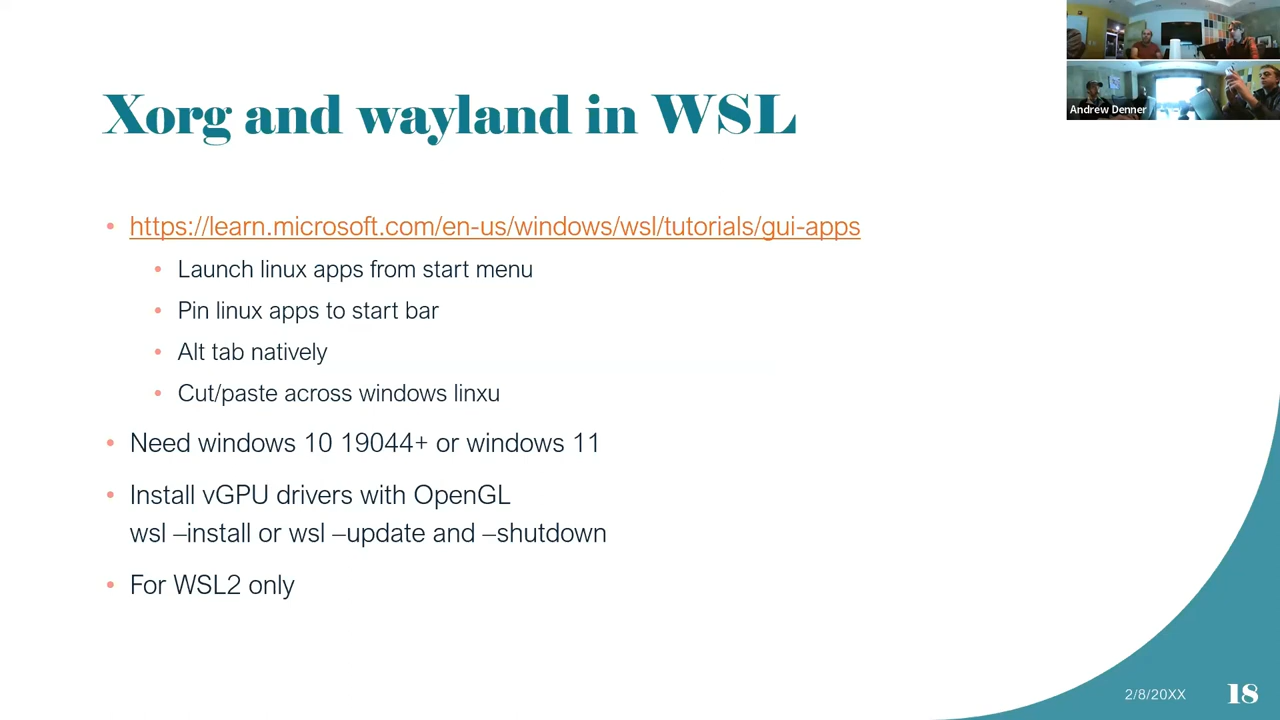 Xorg and wayland in WSL
Andrew Denner
https://learn.microsoft.com/en-us/windows/wsl/tutorials/gui-apps
Launch linux apps from start menu
Pin linux apps to start bar
Alt tab natively
Cut/paste across windows linxu
Need windows 10 19044+ or windows 11
Install vGPU drivers with OpenGL
wsl –install or wsl –update and –shutdown
For WSL2 only
2/8/20XX
18